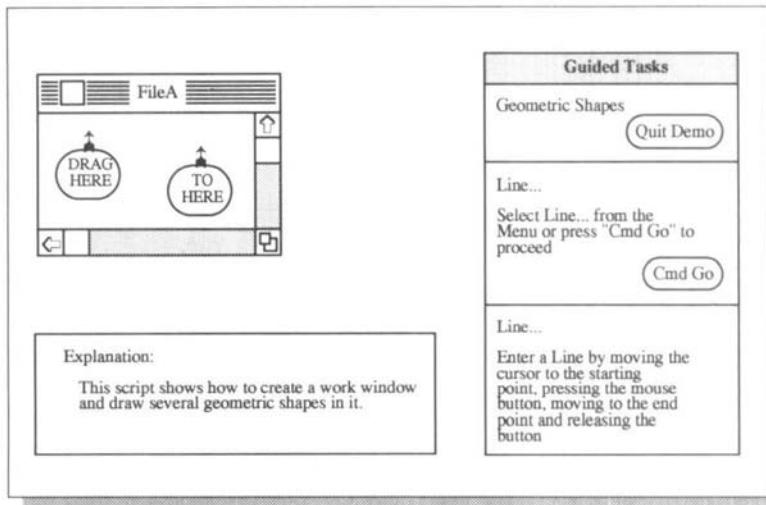 FileA
DRAG
HERE
TO
HERE
Explanation:
This script shows how to create a work window
and draw several geometric shapes in it.
Guided Tasks
Geometric Shapes
Quit Demo
Line...
Select Line... from the
Menu or press "Cmd Go" to
proceed
Cmd Go
Line...
Enter a Line by moving the
cursor to the starting
point, pressing the mouse
button, moving to the end
point and releasing the
button